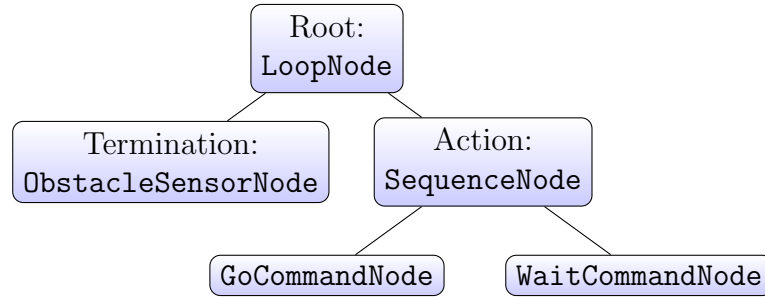 Root:
LoopNode
Termination:
ObstacleSensorNode
Action:
SequenceNode
GoCommandNode
WaitCommandNode